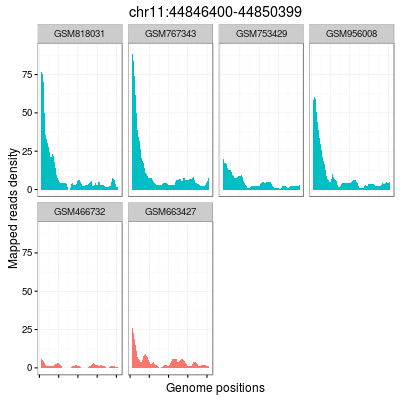 chr11:44846400-44850399
GSM818031 GSM767343 GSM753429 GSM956008
75
50
25
0
GSM466732 GSM663427
75
50
25
0
Mapped reads density
Genome positions